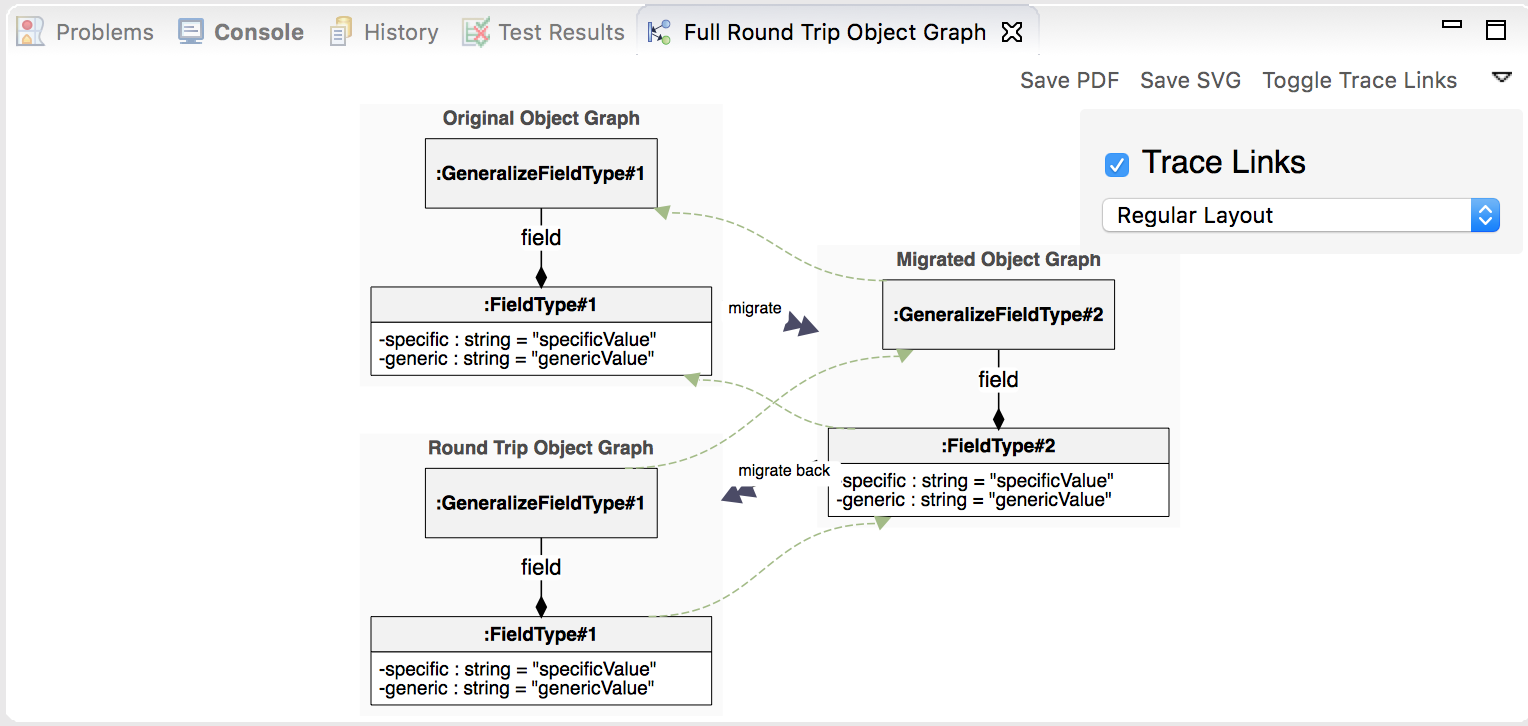 Problems
Console
History
Test Results
Full Round Trip Object Graph
Save PDF
Save SVG
Toggle Trace Links
Trace Links
Regular Layout
Original Object Graph
:GeneralizeFieldType#1
field
:FieldType#1
-specific : string = "specificValue"
-generic : string = "genericValue"
migrate
Migrated Object Graph
:GeneralizeFieldType#2
field
:FieldType#2
-specific : string = "specificValue"
-generic : string = "genericValue"
migrate back
Round Trip Object Graph
:GeneralizeFieldType#1
field
:FieldType#1
-specific : string = "specificValue"
-generic : string = "genericValue"